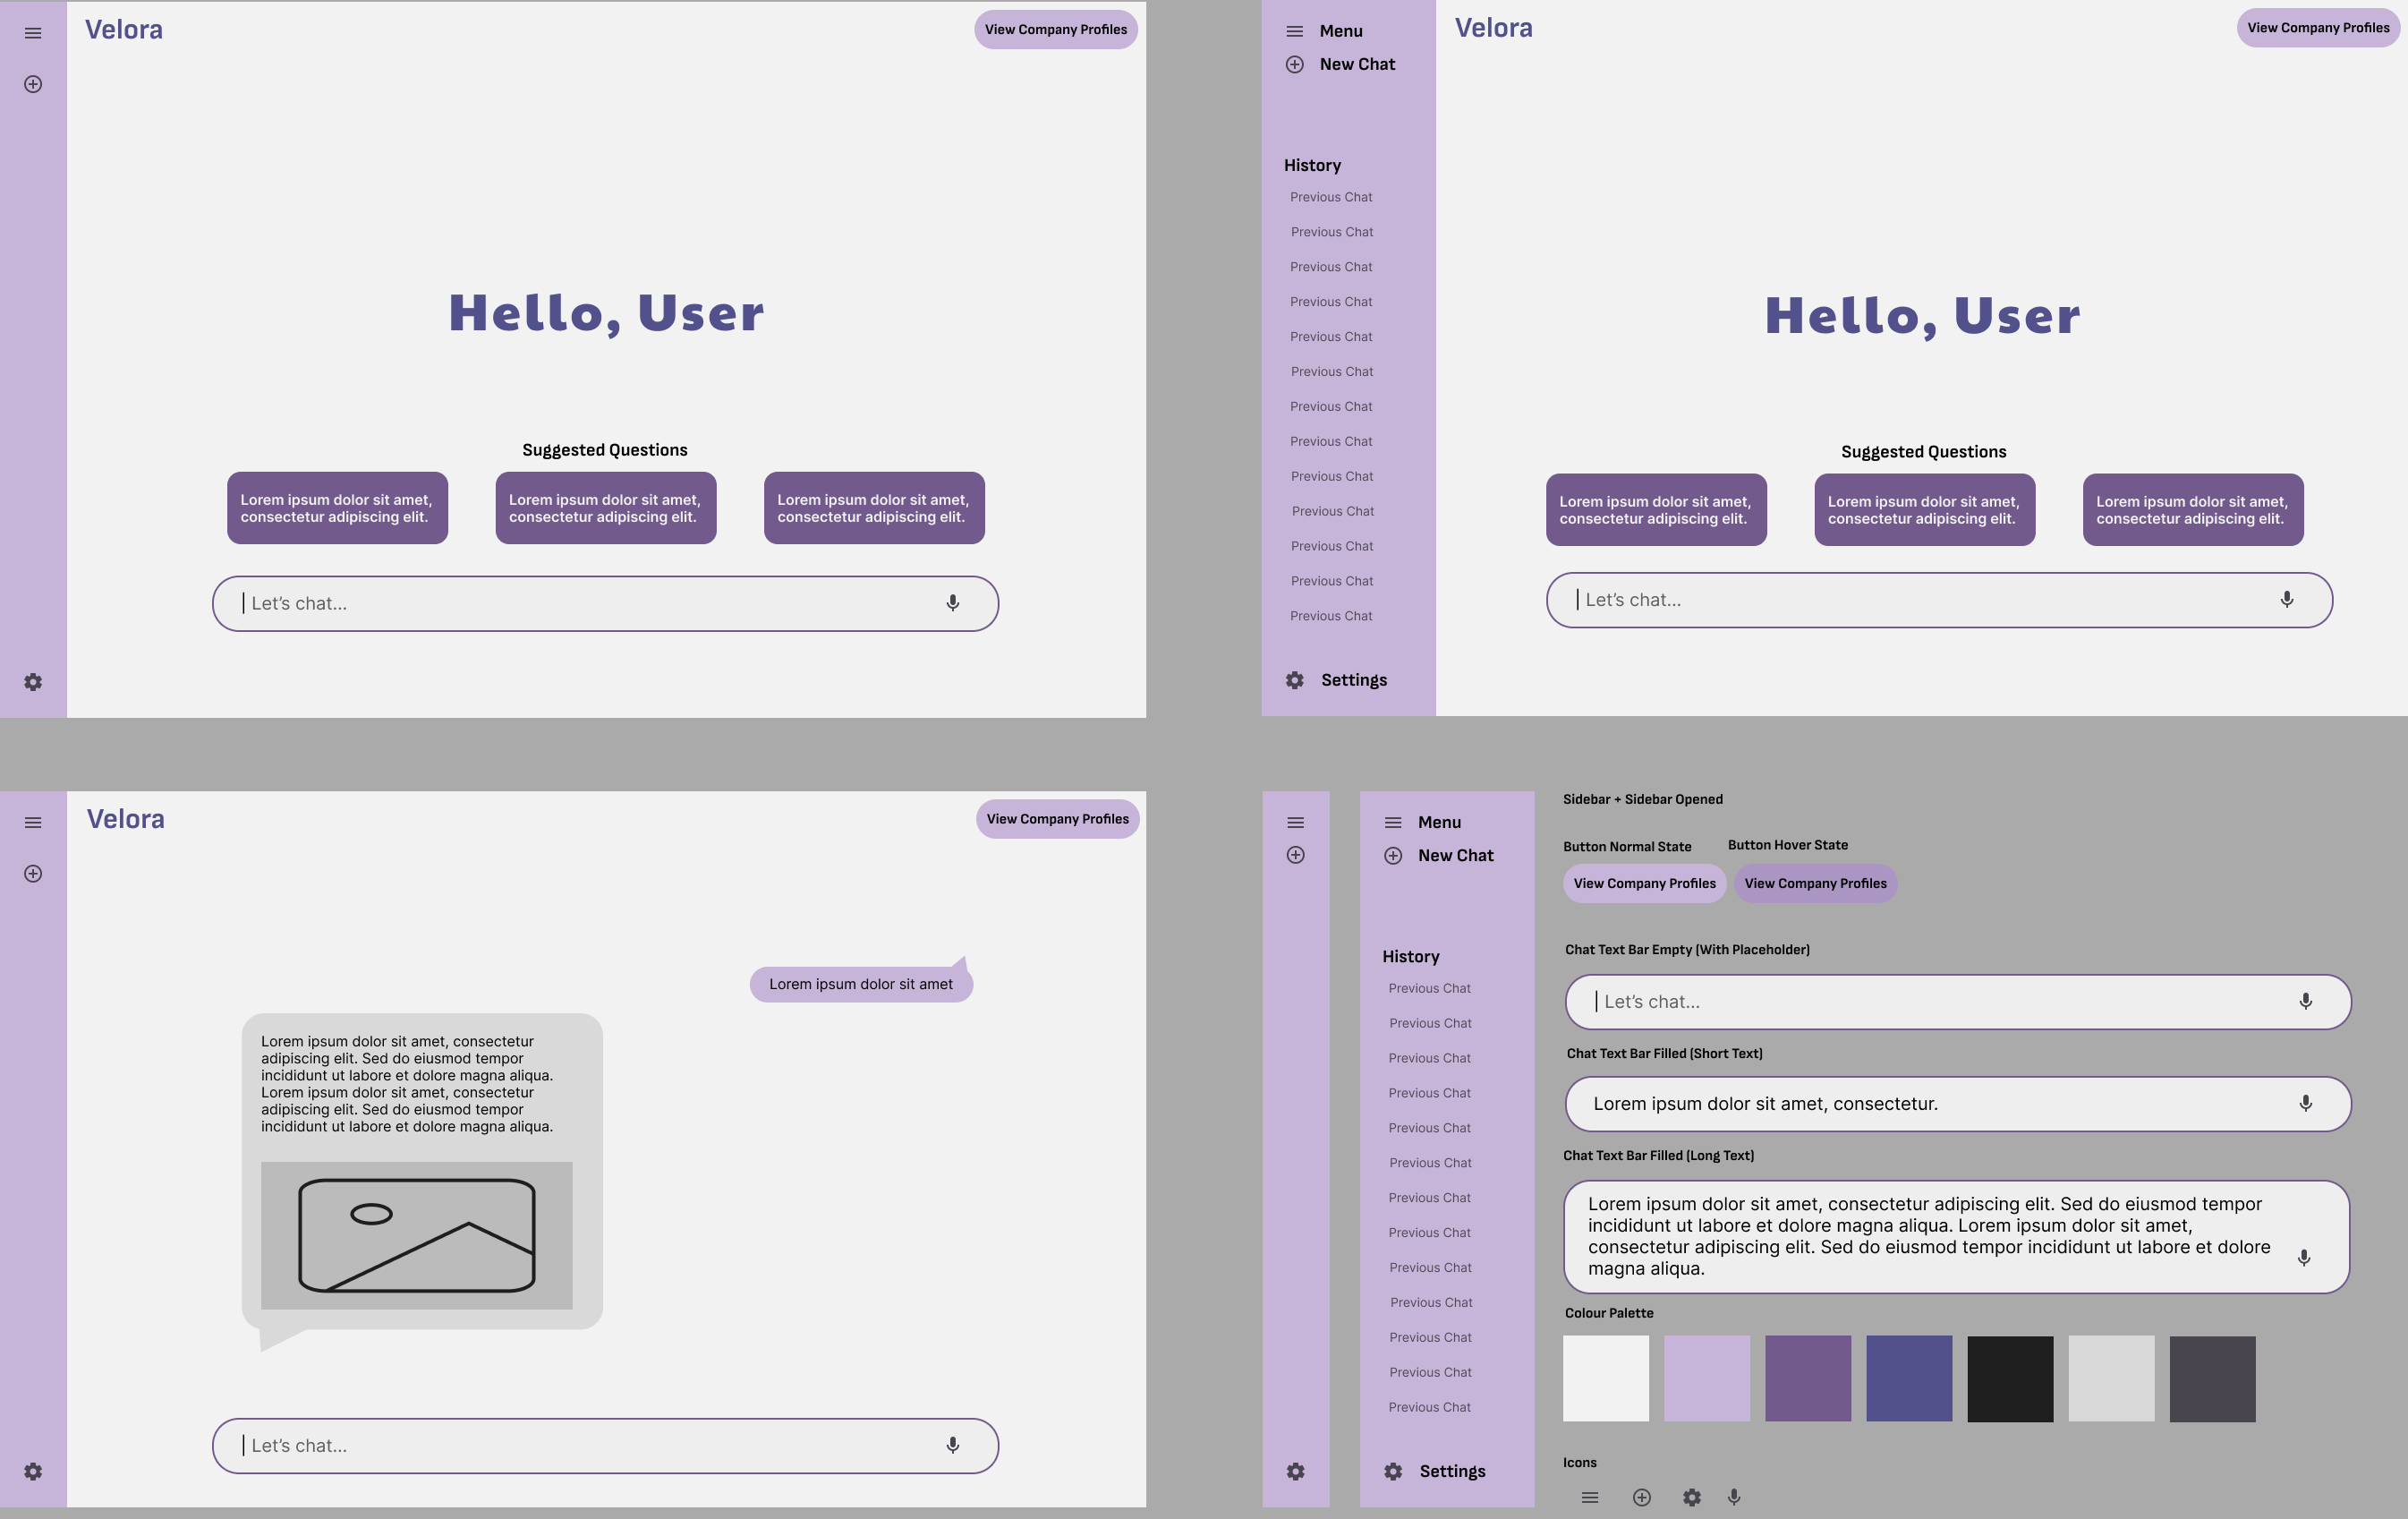 Velora
View Company Profiles
Hello, User
Suggested Questions
Lorem ipsum dolor sit amet,
consectetur adipiscing elit.
Lorem ipsum dolor sit amet,
consectetur adipiscing elit.
Lorem ipsum dolor sit amet,
consectetur adipiscing elit.
Let's chat...
Menu
New Chat
History
Previous Chat
Previous Chat
Previous Chat
Previous Chat
Previous Chat
Previous Chat
Previous Chat
Previous Chat
Previous Chat
Previous Chat
Previous Chat
Previous Chat
Previous Chat
Settings
Velora
View Company Profiles
Hello, User
Suggested Questions
Lorem ipsum dolor sit amet,
consectetur adipiscing elit.
Lorem ipsum dolor sit amet,
consectetur adipiscing elit.
Lorem ipsum dolor sit amet,
consectetur adipiscing elit.
Let's chat...
Velora
View Company Profiles
Lorem ipsum dolor sit amet
Lorem ipsum dolor sit amet, consectetur
adipiscing elit. Sed do eiusmod tempor
incididunt ut labore et dolore magna aliqua.
Lorem ipsum dolor sit amet, consectetur
adipiscing elit. Sed do eiusmod tempor
incididunt ut labore et dolore magna aliqua.
Let's chat...
Menu
New Chat
History
Previous Chat
Previous Chat
Previous Chat
Previous Chat
Previous Chat
Previous Chat
Previous Chat
Previous Chat
Previous Chat
Previous Chat
Previous Chat
Previous Chat
Previous Chat
Settings
Sidebar + Sidebar Opened
Button Normal State
Button Hover State
View Company Profiles
View Company Profiles
Chat Text Bar Empty (With Placeholder)
Let's chat...
Chat Text Bar Filled (Short Text)
Lorem ipsum dolor sit amet, consectetur.
Chat Text Bar Filled (Long Text)
Lorem ipsum dolor sit amet, consectetur adipiscing elit. Sed do eiusmod tempor
incididunt ut labore et dolore magna aliqua. Lorem ipsum dolor sit amet,
consectetur adipiscing elit. Sed do eiusmod tempor incididunt ut labore et dolore
magna aliqua.
Colour Palette
Icons